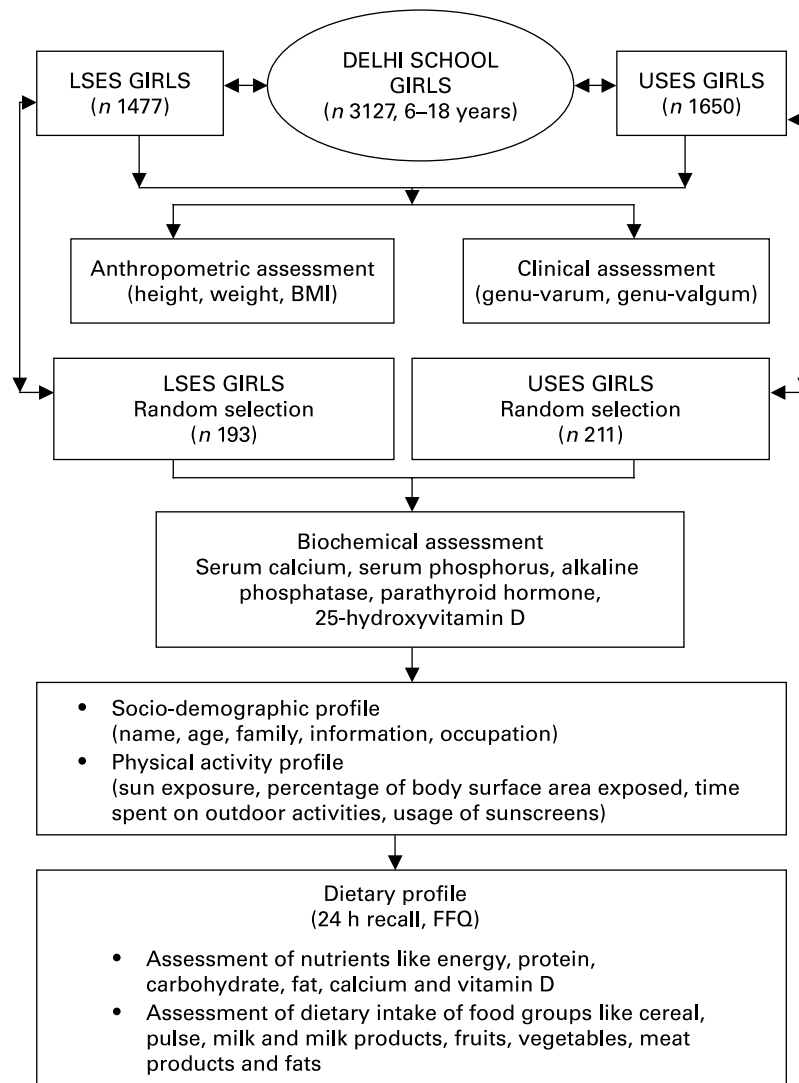 LSES GIRLS
(n 1477)
DELHI SCHOOL
GIRLS
(n 3127, 6–18 years)
USES GIRLS
(n 1650)
Anthropometric assessment
(height, weight, BMI)
Clinical assessment
(genu-varum, genu-valgum)
LSES GIRLS
Random selection
(n 193)
USES GIRLS
Random selection
(n 211)
Biochemical assessment
Serum calcium, serum phosphorus, alkaline
phosphatase, parathyroid hormone,
25-hydroxyvitamin D
• Socio-demographic profile
(name, age, family, information, occupation)
• Physical activity profile
(sun exposure, percentage of body surface area exposed, time
spent on outdoor activities, usage of sunscreens)
Dietary profile
(24 h recall, FFQ)
• Assessment of nutrients like energy, protein,
carbohydrate, fat, calcium and vitamin D
• Assessment of dietary intake of food groups like cereal,
pulse, milk and milk products, fruits, vegetables, meat
products and fats